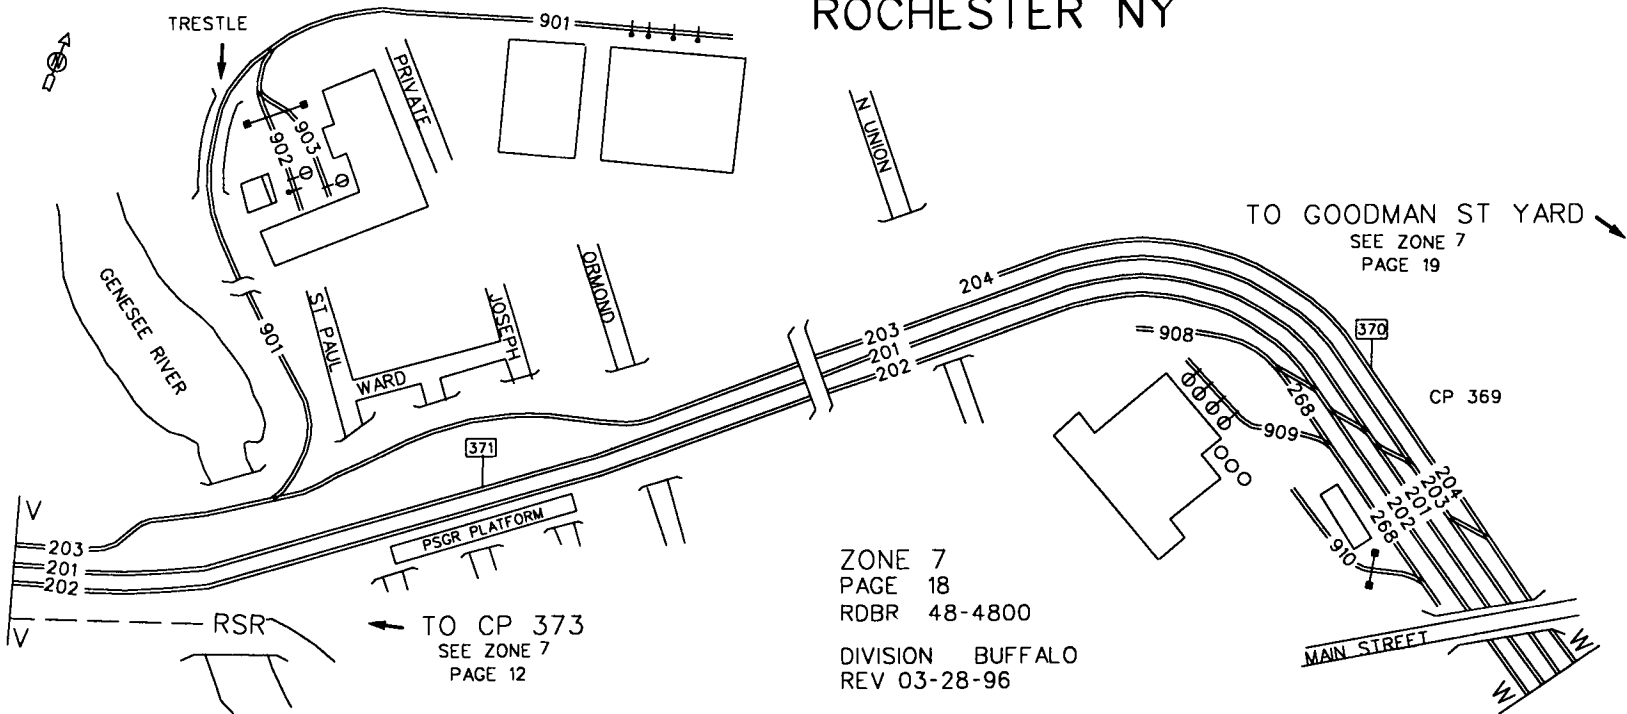 ROCHESTER NY
TRESTLE
901
PRIVATE
902
903
N UNION
TO GOODMAN ST YARD
SEE ZONE 7
PAGE 19
GENESEE RIVER
901
ST PAUL
WARD
JOSEPH
ORMOND
204
203
201
202
370
908
CP 369
268
909
371
PSGR PLATFORM
204
203
201
202
268
910
V
203
201
202
V
RSR
TO CP 373
SEE ZONE 7
PAGE 12
ZONE 7
PAGE 18
RDBR 48-4800
DIVISION BUFFALO
REV 03-28-96
MAIN STREET
W
W